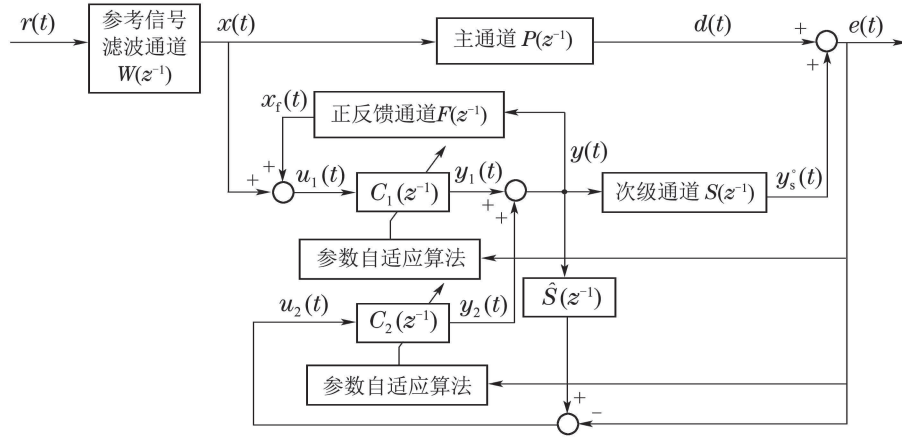 r(t)
参考信号
滤波通道
W(z⁻¹)
x(t)
主通道 P(z⁻¹)
d(t)
+
+
e(t)
x_f(t)
正反馈通道F(z⁻¹)
y(t)
+
+
u₁(t)
C₁(z⁻¹)
y₁(t)
+
+
次级通道 S(z⁻¹)
y_s°(t)
参数自适应算法
Ŝ(z⁻¹)
u₂(t)
C₂(z⁻¹)
y₂(t)
参数自适应算法
+
−